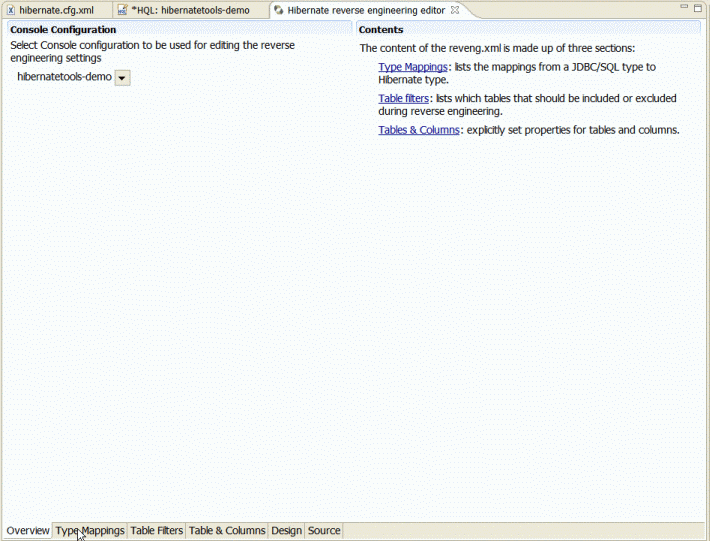 hibernate.cfg.xml *HQL: hibernatetools-demo Hibernate reverse engineering editor
Console Configuration
Select Console configuration to be used for editing the reverse
engineering settings
hibernatetools-demo
Contents
The content of the reveng.xml is made up of three sections:
Type Mappings: lists the mappings from a JDBC/SQL type to
Hibernate type.
Table filters: lists which tables that should be included or excluded
during reverse engineering.
Tables & Columns: explicitly set properties for tables and columns.
Overview Type Mappings Table Filters Table & Columns Design Source